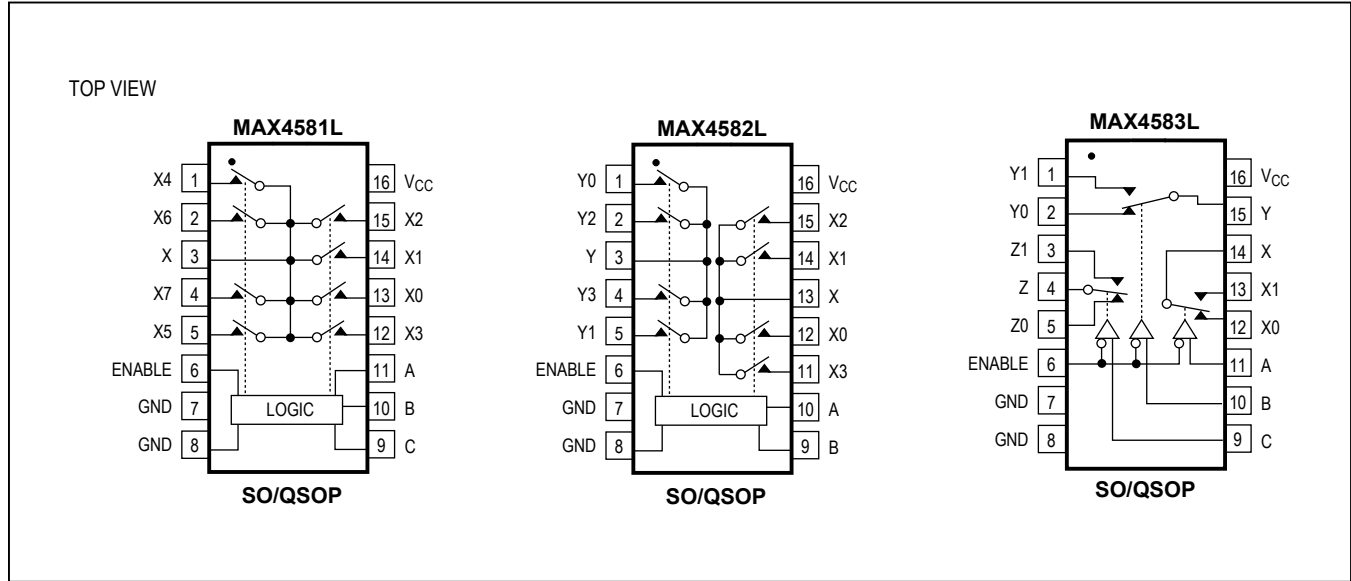 TOP VIEW
MAX4581L
X4 1 16 VCC
X6 2 15 X2
X 3 14 X1
X7 4 13 X0
X5 5 12 X3
ENABLE 6 11 A
GND 7 LOGIC 10 B
GND 8 9 C
SO/QSOP
MAX4582L
Y0 1 16 VCC
Y2 2 15 X2
Y 3 14 X1
Y3 4 13 X
Y1 5 12 X0
ENABLE 6 11 X3
GND 7 LOGIC 10 A
GND 8 9 B
SO/QSOP
MAX4583L
Y1 1 16 VCC
Y0 2 15 Y
Z1 3 14 X
Z 4 13 X1
Z0 5 12 X0
ENABLE 6 11 A
GND 7 10 B
GND 8 9 C
SO/QSOP